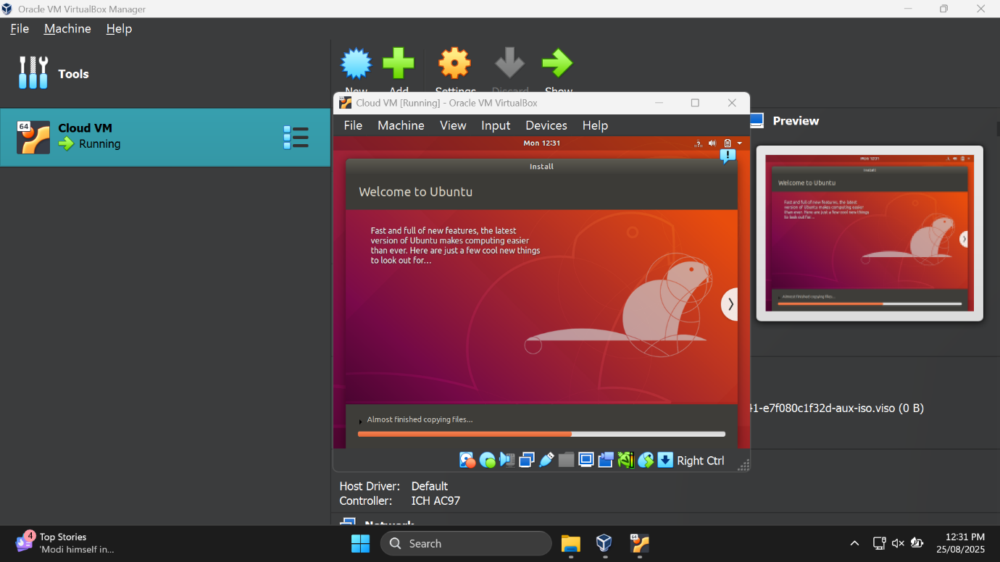 Oracle VM VirtualBox Manager
File Machine Help
Tools
New Add Settings Discard Show
64
Cloud VM
Running
64
Cloud VM [Running] - Oracle VM VirtualBox
File Machine View Input Devices Help
Mon 12:31
Install
Welcome to Ubuntu
Fast and full of new features, the latest
version of Ubuntu makes computing easier
than ever. Here are just a few cool new things
to look out for...
Almost finished copying files...
Right Ctrl
Preview
Mon 12:31
Install
Welcome to Ubuntu
Fast and full of new features, the latest
version of Ubuntu makes computing easier
than ever. Here are just a few cool new things
to look out for...
Almost finished copying files...
41-e7f080c1f32d-aux-iso.viso (0 B)
Host Driver: Default
Controller: ICH AC97
Network
4
Top Stories
'Modi himself in...
Search
64
12:31 PM
25/08/2025